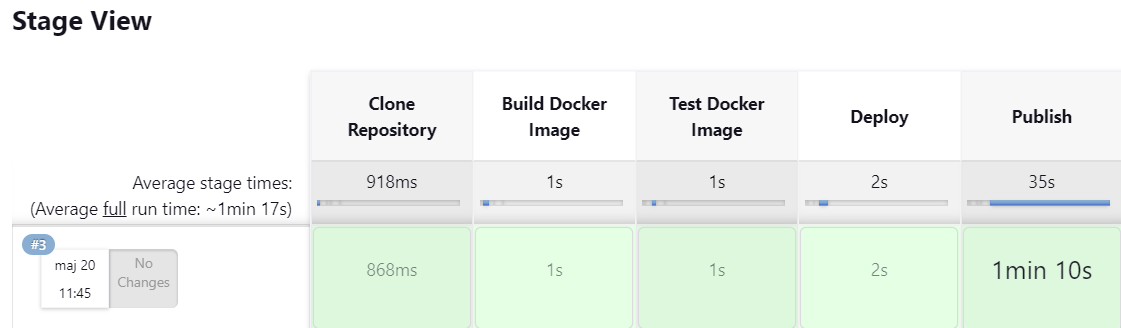 Stage View
Clone
Repository
Build Docker
Image
Test Docker
Image
Deploy
Publish
Average stage times:
(Average full run time: ~1min 17s)
918ms
1s
1s
2s
35s
#3
maj 20
11:45
No
Changes
868ms
1s
1s
2s
1min 10s